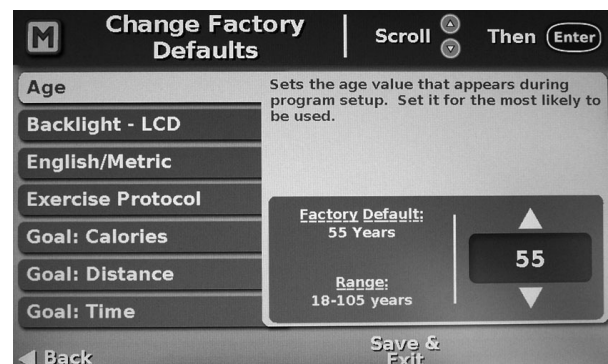 M
Change Factory
Defaults
Scroll
Then
Enter
Age
Backlight - LCD
English/Metric
Exercise Protocol
Goal: Calories
Goal: Distance
Goal: Time
Sets the age value that appears during
program setup. Set it for the most likely to
be used.
Factory Default:
55 Years
Range:
18-105 years
55
Back
Save &
Exit